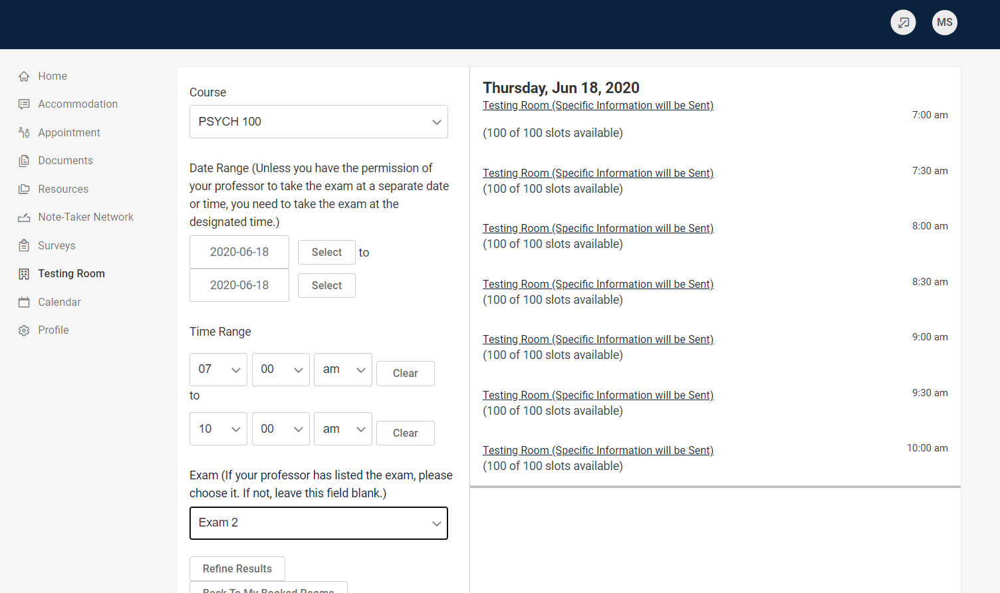 MS
Home
Accommodation
Appointment
Documents
Resources
Note-Taker Network
Surveys
Testing Room
Calendar
Profile
Course
PSYCH 100
Date Range (Unless you have the permission of
your professor to take the exam at a separate date
or time, you need to take the exam at the
designated time.)
2020-06-18 Select to
2020-06-18 Select
Time Range
07 00 am Clear
to
10 00 am Clear
Exam (If your professor has listed the exam, please
choose it. If not, leave this field blank.)
Exam 2
Refine Results
Back To My Booked Rooms
Thursday, Jun 18, 2020
Testing Room (Specific Information will be Sent)
7:00 am
(100 of 100 slots available)
Testing Room (Specific Information will be Sent) 7:30 am
(100 of 100 slots available)
Testing Room (Specific Information will be Sent) 8:00 am
(100 of 100 slots available)
Testing Room (Specific Information will be Sent) 8:30 am
(100 of 100 slots available)
Testing Room (Specific Information will be Sent) 9:00 am
(100 of 100 slots available)
Testing Room (Specific Information will be Sent) 9:30 am
(100 of 100 slots available)
Testing Room (Specific Information will be Sent) 10:00 am
(100 of 100 slots available)